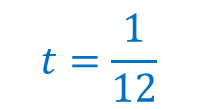 t = 1/12